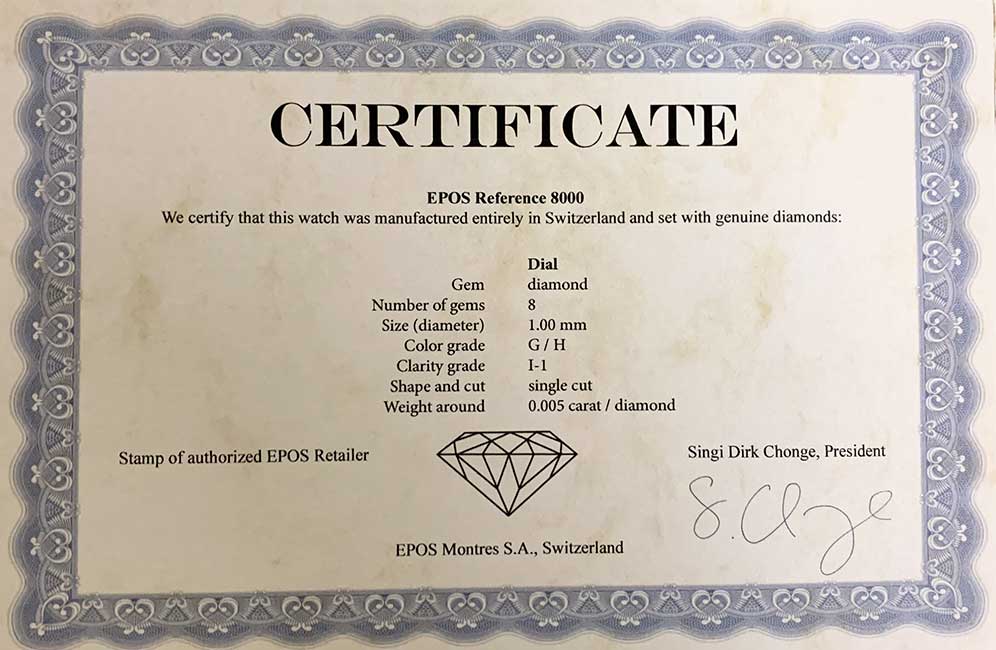 CERTIFICATE
EPOS Reference 8000
We certify that this watch was manufactured entirely in Switzerland and set with genuine diamonds:
Dial
Gem diamond
Number of gems 8
Size (diameter) 1.00 mm
Color grade G / H
Clarity grade I-1
Shape and cut single cut
Weight around 0.005 carat / diamond
Stamp of authorized EPOS Retailer
Singi Dirk Chonge, President
S. Chonge
EPOS Montres S.A., Switzerland